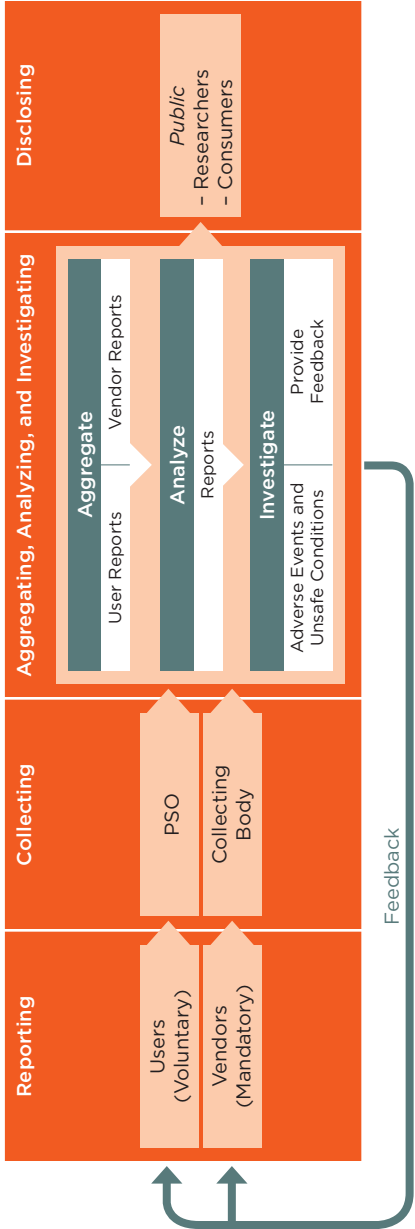 Reporting
Users
(Voluntary)
Vendors
(Mandatory)
Collecting
PSO
Collecting
Body
Aggregating, Analyzing, and Investigating
Aggregate
User Reports
Vendor Reports
Analyze
Reports
Investigate
Adverse Events and
Unsafe Conditions
Provide
Feedback
Disclosing
Public
– Researchers
– Consumers
Feedback